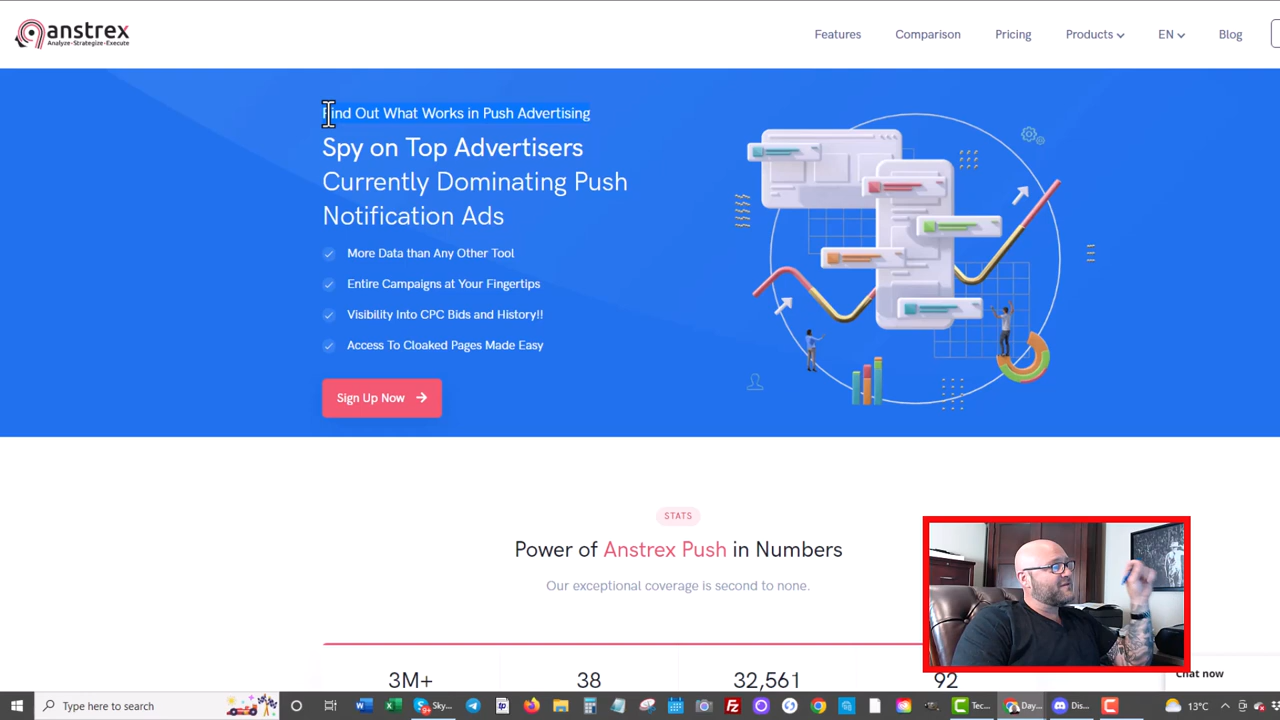 anstrex
Analyze-Strategize-Execute
Features
Comparison
Pricing
Products
EN
Blog
Find Out What Works in Push Advertising
Spy on Top Advertisers
Currently Dominating Push
Notification Ads
More Data than Any Other Tool
Entire Campaigns at Your Fingertips
Visibility Into CPC Bids and History!!
Access To Cloaked Pages Made Easy
Sign Up Now
STATS
Power of Anstrex Push in Numbers
Our exceptional coverage is second to none.
3M+
38
32,561
92
Chat now
Type here to search
Sky...
Tec...
Day...
Dis...
13°C